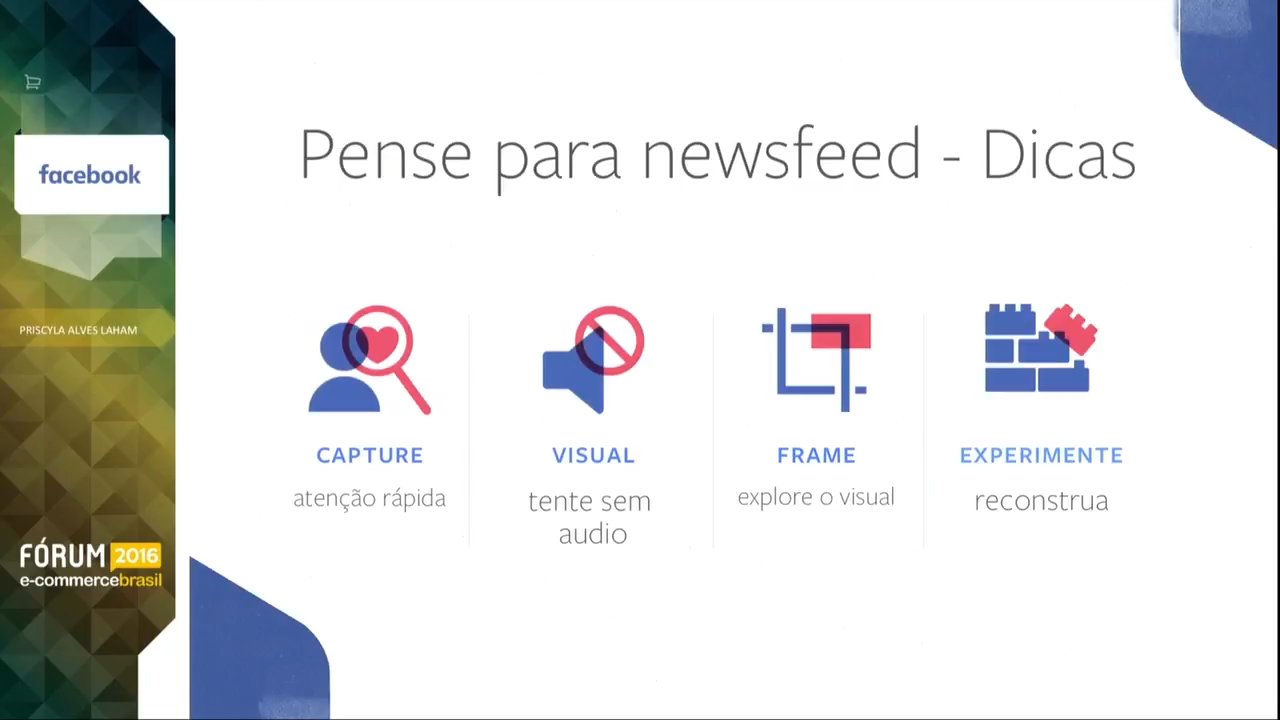 facebook
PRISCYLA ALVES LAHAM
FÓRUM 2016
e-commercebrasil
Pense para newsfeed - Dicas
CAPTURE
atenção rápida
VISUAL
tente sem
audio
FRAME
explore o visual
EXPERIMENTE
reconstrua